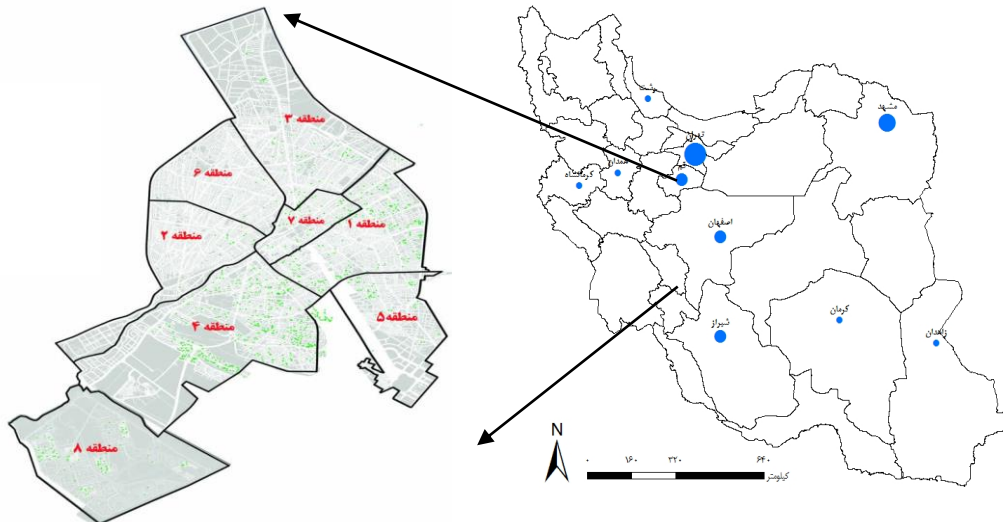 منطقه ۳
منطقه ۶
منطقه ۷
منطقه ۱
منطقه ۲
منطقه ۴
منطقه ۵
منطقه ۸
مشهد
تهران
کرمانشاه
اصفهان
شیراز
کرمان
زاهدان
N
۰ ۱۶۰ ۳۲۰ ۶۴۰
کیلومتر